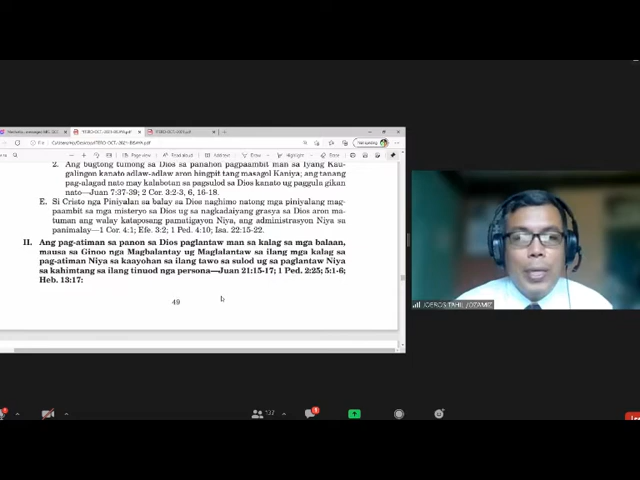 2. Ang bugtong tumong sa Dios sa panahon pagpaambit man sa Iyang Kau-
galingon kanato adlaw-adlaw aron hingpit tang masagol Kaniya; ang tanang
pag-alagad nato may kalabotan sa pagsulod sa Dios kanato ug paggula gikan
nato—Juan 7:37-39; 2 Cor. 3:2-3, 6, 16-18.
E. Si Cristo nga Piniyalan sa balay sa Dios naghimo natong mga piniyalang mag-
paambit sa mga misteryo sa Dios ug sa nagkadaiyang grasya sa Dios aron ma-
tuman ang walay kataposang pamatigayon Niya, ang administrasyon Niya sa
panimalay—1 Cor. 4:1; Efe. 3:2; 1 Ped. 4:10; Isa. 22:15-22.
II. Ang pag-atiman sa panon sa Dios paglantaw man sa kalag sa mga balaan,
mausa sa Ginoo nga Magbalantay ug Maglalantaw sa ilang mga kalag sa
pag-atiman Niya sa kaayohan sa ilang tawo sa sulod ug sa paglantaw Niya
sa kahimtang sa ilang tinuod nga persona—Juan 21:15-17; 1 Ped. 2:25; 5:1-6;
Heb. 13:17:
49
JOEROS TAHIL /OZAMIZ
137